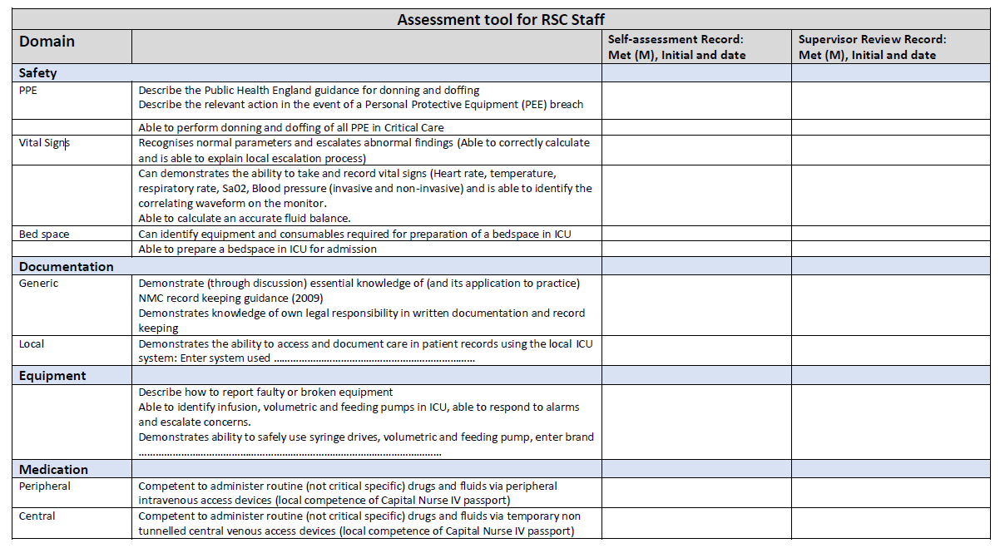 Assessment tool for RSC Staff
Domain
Self-assessment Record:
Met (M), Initial and date
Supervisor Review Record:
Met (M), Initial and date
Safety
PPE
Describe the Public Health England guidance for donning and doffing
Describe the relevant action in the event of a Personal Protective Equipment (PEE) breach
Able to perform donning and doffing of all PPE in Critical Care
Vital Signs
Recognises normal parameters and escalates abnormal findings (Able to correctly calculate
and is able to explain local escalation process)
Can demonstrates the ability to take and record vital signs (Heart rate, temperature,
respiratory rate, Sa02, Blood pressure (invasive and non-invasive) and is able to identify the
correlating waveform on the monitor.
Able to calculate an accurate fluid balance.
Bed space
Can identify equipment and consumables required for preparation of a bedspace in ICU
Able to prepare a bedspace in ICU for admission
Documentation
Generic
Demonstrate (through discussion) essential knowledge of (and its application to practice)
NMC record keeping guidance (2009)
Demonstrates knowledge of own legal responsibility in written documentation and record
keeping
Local
Demonstrates the ability to access and document care in patient records using the local ICU
system: Enter system used ……………………………………………………………
Equipment
Describe how to report faulty or broken equipment
Able to identify infusion, volumetric and feeding pumps in ICU, able to respond to alarms
and escalate concerns.
Demonstrates ability to safely use syringe drives, volumetric and feeding pump, enter brand
……………………………………………………………………………………………
Medication
Peripheral
Competent to administer routine (not critical specific) drugs and fluids via peripheral
intravenous access devices (local competence of Capital Nurse IV passport)
Central
Competent to administer routine (not critical specific) drugs and fluids via temporary non
tunnelled central venous access devices (local competence of Capital Nurse IV passport)